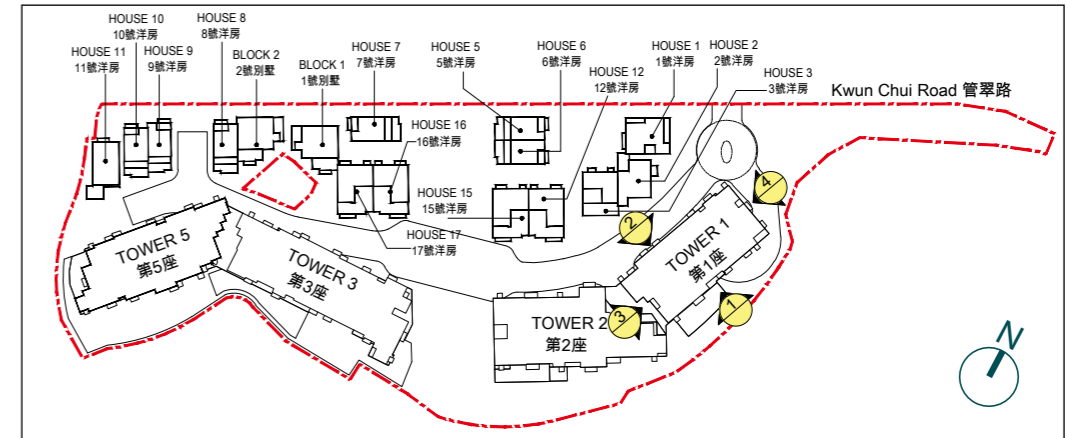 HOUSE 10
10號洋房
HOUSE 8
8號洋房
HOUSE 11
11號洋房
HOUSE 9
9號洋房
BLOCK 2
2號別墅
BLOCK 1
1號別墅
HOUSE 7
7號洋房
HOUSE 5
5號洋房
HOUSE 6
6號洋房
HOUSE 12
12號洋房
HOUSE 1
1號洋房
HOUSE 2
2號洋房
HOUSE 3
3號洋房
Kwun Chui Road 管翠路
HOUSE 16
16號洋房
HOUSE 15
15號洋房
HOUSE 17
17號洋房
TOWER 5
第5座
TOWER 3
第3座
TOWER 2
第2座
TOWER 1
第1座
4
2
3
1
N